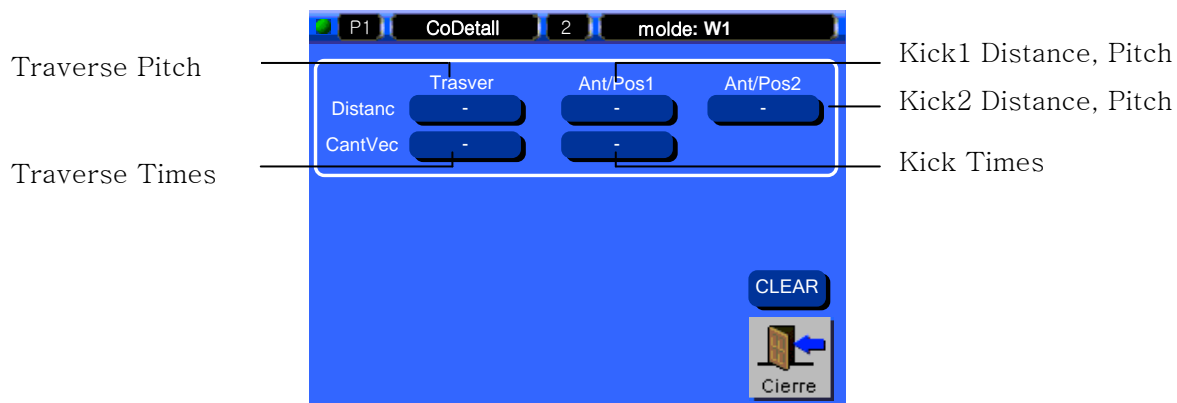 P1 CoDetall 2 molde: W1
Traverse Pitch
Kick1 Distance, Pitch
Trasver Ant/Pos1 Ant/Pos2
Distanc - - -
Kick2 Distance, Pitch
CantVec - -
Traverse Times
Kick Times
CLEAR
Cierre